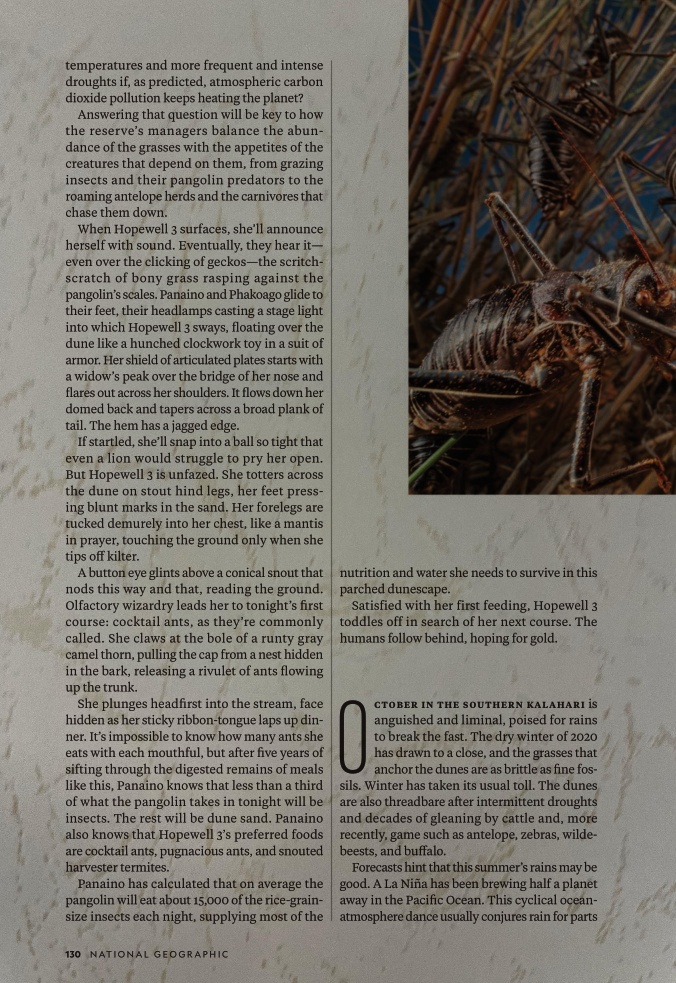 temperatures and more frequent and intense
droughts if, as predicted, atmospheric carbon
dioxide pollution keeps heating the planet?
Answering that question will be key to how
the reserve's managers balance the abun-
dance of the grasses with the appetites of the
creatures that depend on them, from grazing
insects and their pangolin predators to the
roaming antelope herds and the carnivores that
chase them down.
When Hopewell 3 surfaces, she'll announce
herself with sound. Eventually, they hear it—
even over the clicking of geckos—the scritch-
scratch of bony grass rasping against the
pangolin's scales. Panaino and Phakoago glide to
their feet, their headlamps casting a stage light
into which Hopewell 3 sways, floating over the
dune like a hunched clockwork toy in a suit of
armor. Her shield of articulated plates starts with
a widow's peak over the bridge of her nose and
flares out across her shoulders. It flows down her
domed back and tapers across a broad plank of
tail. The hem has a jagged edge.
If startled, she'll snap into a ball so tight that
even a lion would struggle to pry her open.
But Hopewell 3 is unfazed. She totters across
the dune on stout hind legs, her feet press-
ing blunt marks in the sand. Her forelegs are
tucked demurely into her chest, like a mantis
in prayer, touching the ground only when she
tips off kilter.
A button eye glints above a conical snout that
nods this way and that, reading the ground.
Olfactory wizardry leads her to tonight's first
course: cocktail ants, as they're commonly
called. She claws at the bole of a runty gray
camel thorn, pulling the cap from a nest hidden
in the bark, releasing a rivulet of ants flowing
up the trunk.
She plunges headfirst into the stream, face
hidden as her sticky ribbon-tongue laps up din-
ner. It's impossible to know how many ants she
eats with each mouthful, but after five years of
sifting through the digested remains of meals
like this, Panaino knows that less than a third
of what the pangolin takes in tonight will be
insects. The rest will be dune sand. Panaino
also knows that Hopewell 3's preferred foods
are cocktail ants, pugnacious ants, and snouted
harvester termites.
Panaino has calculated that on average the
pangolin will eat about 15,000 of the rice-grain-
size insects each night, supplying most of the
nutrition and water she needs to survive in this
parched dunescape.
Satisfied with her first feeding, Hopewell 3
toddles off in search of her next course. The
humans follow behind, hoping for gold.
OCTOBER IN THE SOUTHERN KALAHARI is
anguished and liminal, poised for rains
to break the fast. The dry winter of 2020
has drawn to a close, and the grasses that
anchor the dunes are as brittle as fine fos-
sils. Winter has taken its usual toll. The dunes
are also threadbare after intermittent droughts
and decades of gleaning by cattle and, more
recently, game such as antelope, zebras, wilde-
beests, and buffalo.
Forecasts hint that this summer's rains may be
good. A La Niña has been brewing half a planet
away in the Pacific Ocean. This cyclical ocean-
atmosphere dance usually conjures rain for parts
130 NATIONAL GEOGRAPHIC